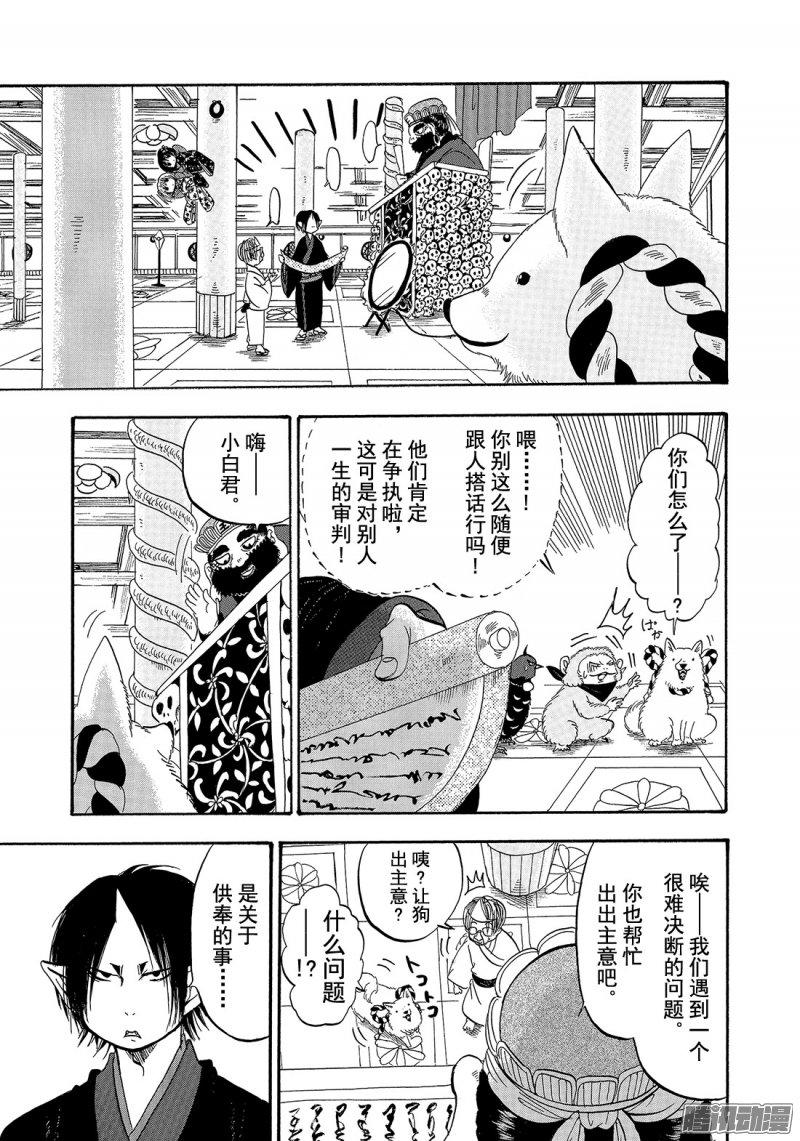 你们怎么了——?
ぱ
喂……!
你别这么随便
跟人搭话行吗!
他们肯定
在争执啦,
这可是对别人
一生的审判!
嗨——
小白君。
王
唉——我们遇到一个
很难决断的问题。
你也帮忙
出出主意吧。
咦?让狗
出主意?
什么问题
——!?
トコトコ
是关于
供奉的事
……
腾讯动漫